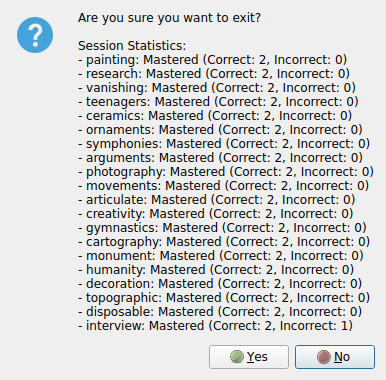 Are you sure you want to exit?
Session Statistics:
- painting: Mastered (Correct: 2, Incorrect: 0)
- research: Mastered (Correct: 2, Incorrect: 0)
- vanishing: Mastered (Correct: 2, Incorrect: 0)
- teenagers: Mastered (Correct: 2, Incorrect: 0)
- ceramics: Mastered (Correct: 2, Incorrect: 0)
- ornaments: Mastered (Correct: 2, Incorrect: 0)
- symphonies: Mastered (Correct: 2, Incorrect: 0)
- arguments: Mastered (Correct: 2, Incorrect: 0)
- photography: Mastered (Correct: 2, Incorrect: 0)
- movements: Mastered (Correct: 2, Incorrect: 0)
- articulate: Mastered (Correct: 2, Incorrect: 0)
- creativity: Mastered (Correct: 2, Incorrect: 0)
- gymnastics: Mastered (Correct: 2, Incorrect: 0)
- cartography: Mastered (Correct: 2, Incorrect: 0)
- monument: Mastered (Correct: 2, Incorrect: 0)
- humanity: Mastered (Correct: 2, Incorrect: 0)
- decoration: Mastered (Correct: 2, Incorrect: 0)
- topographic: Mastered (Correct: 2, Incorrect: 0)
- disposable: Mastered (Correct: 2, Incorrect: 0)
- interview: Mastered (Correct: 2, Incorrect: 1)
Yes No